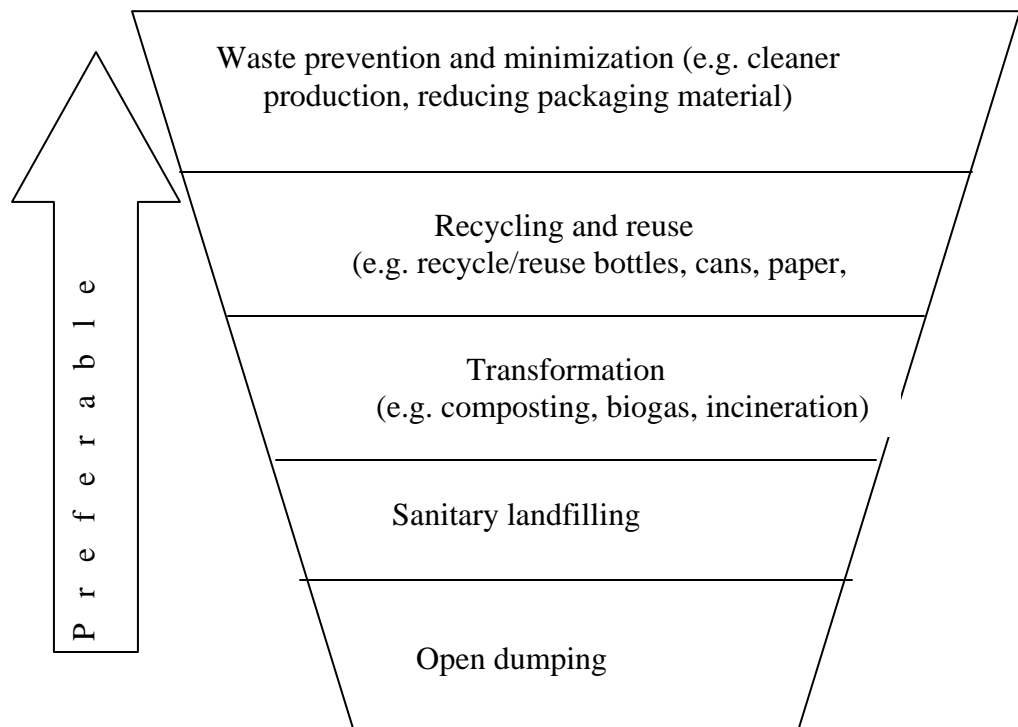 Waste prevention and minimization (e.g. cleaner
production, reducing packaging material)
Recycling and reuse
(e.g. recycle/reuse bottles, cans, paper,
Transformation
(e.g. composting, biogas, incineration)
Sanitary landfilling
Open dumping
P r e f e r a b l e